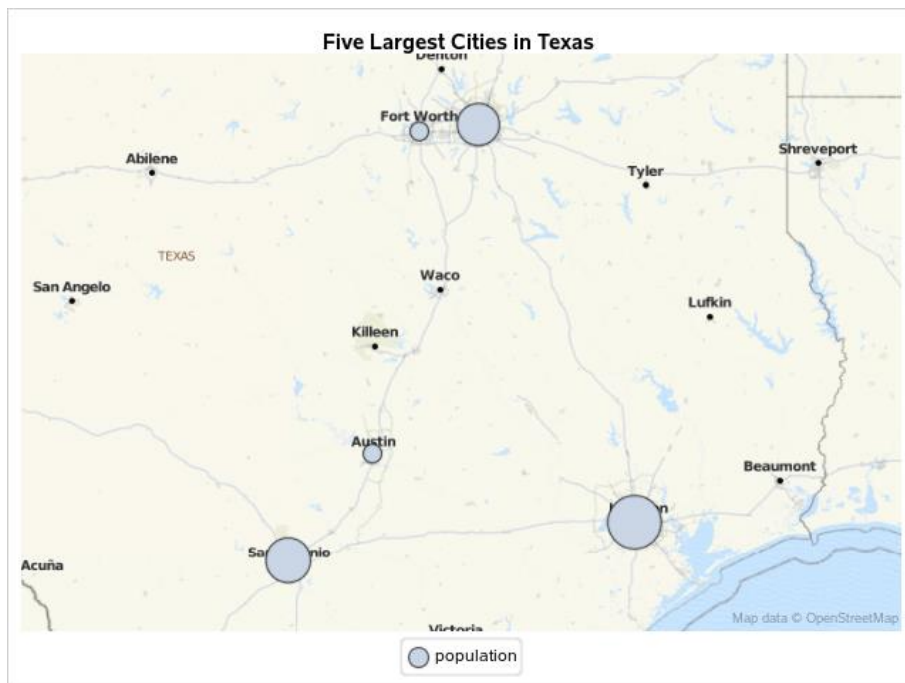 Five Largest Cities in Texas
Denton
Fort Worth
Shreveport
Abilene
Tyler
TEXAS
Waco
San Angelo
Lufkin
Killeen
Austin
Beaumont
Acuña
Map data © OpenStreetMap
Victoria
population